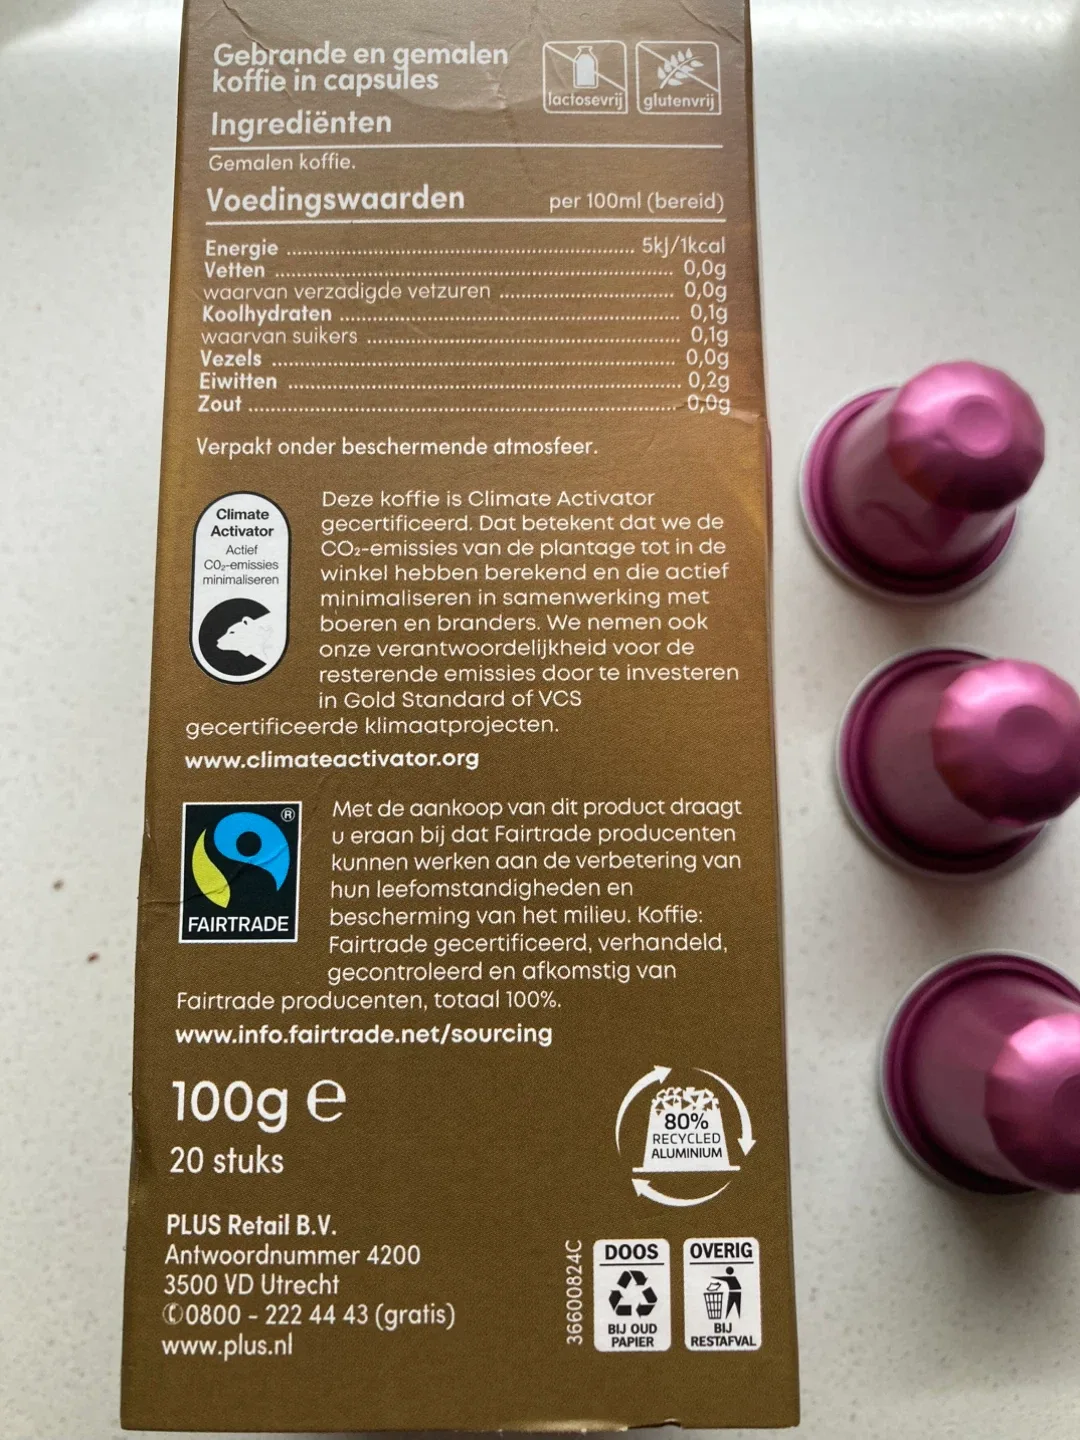 Gebrande en gemalen
koffie in capsules
lactosevrij
glutenvrij
Ingrediënten
Gemalen koffie.
Voedingswaarden per 100ml (bereid)
Energie ........ 5kJ/1kcal
Vetten ........ 0,0g
waarvan verzadigde vetzuren ........ 0,0g
Koolhydraten ........ 0,1g
waarvan suikers ........ 0,1g
Vezels ........ 0,0g
Eiwitten ........ 0,2g
Zout ........ 0,0g
Verpakt onder beschermende atmosfeer.
Climate
Activator
Actief
CO₂-emissies
minimaliseren
Deze koffie is Climate Activator
gecertificeerd. Dat betekent dat we de
CO₂-emissies van de plantage tot in de
winkel hebben berekend en die actief
minimaliseren in samenwerking met
boeren en branders. We nemen ook
onze verantwoordelijkheid voor de
resterende emissies door te investeren
in Gold Standard of VCS
gecertificeerde klimaatprojecten.
www.climateactivator.org
®
FAIRTRADE
Met de aankoop van dit product draagt
u eraan bij dat Fairtrade producenten
kunnen werken aan de verbetering van
hun leefomstandigheden en
bescherming van het milieu. Koffie:
Fairtrade gecertificeerd, verhandeld,
gecontroleerd en afkomstig van
Fairtrade producenten, totaal 100%.
www.info.fairtrade.net/sourcing
100g ℮
20 stuks
80%
RECYCLED
ALUMINIUM
PLUS Retail B.V.
Antwoordnummer 4200
3500 VD Utrecht
✆0800 - 222 44 43 (gratis)
www.plus.nl
36600824C
DOOS
BIJ OUD
PAPIER
OVERIG
BIJ
RESTAFVAL